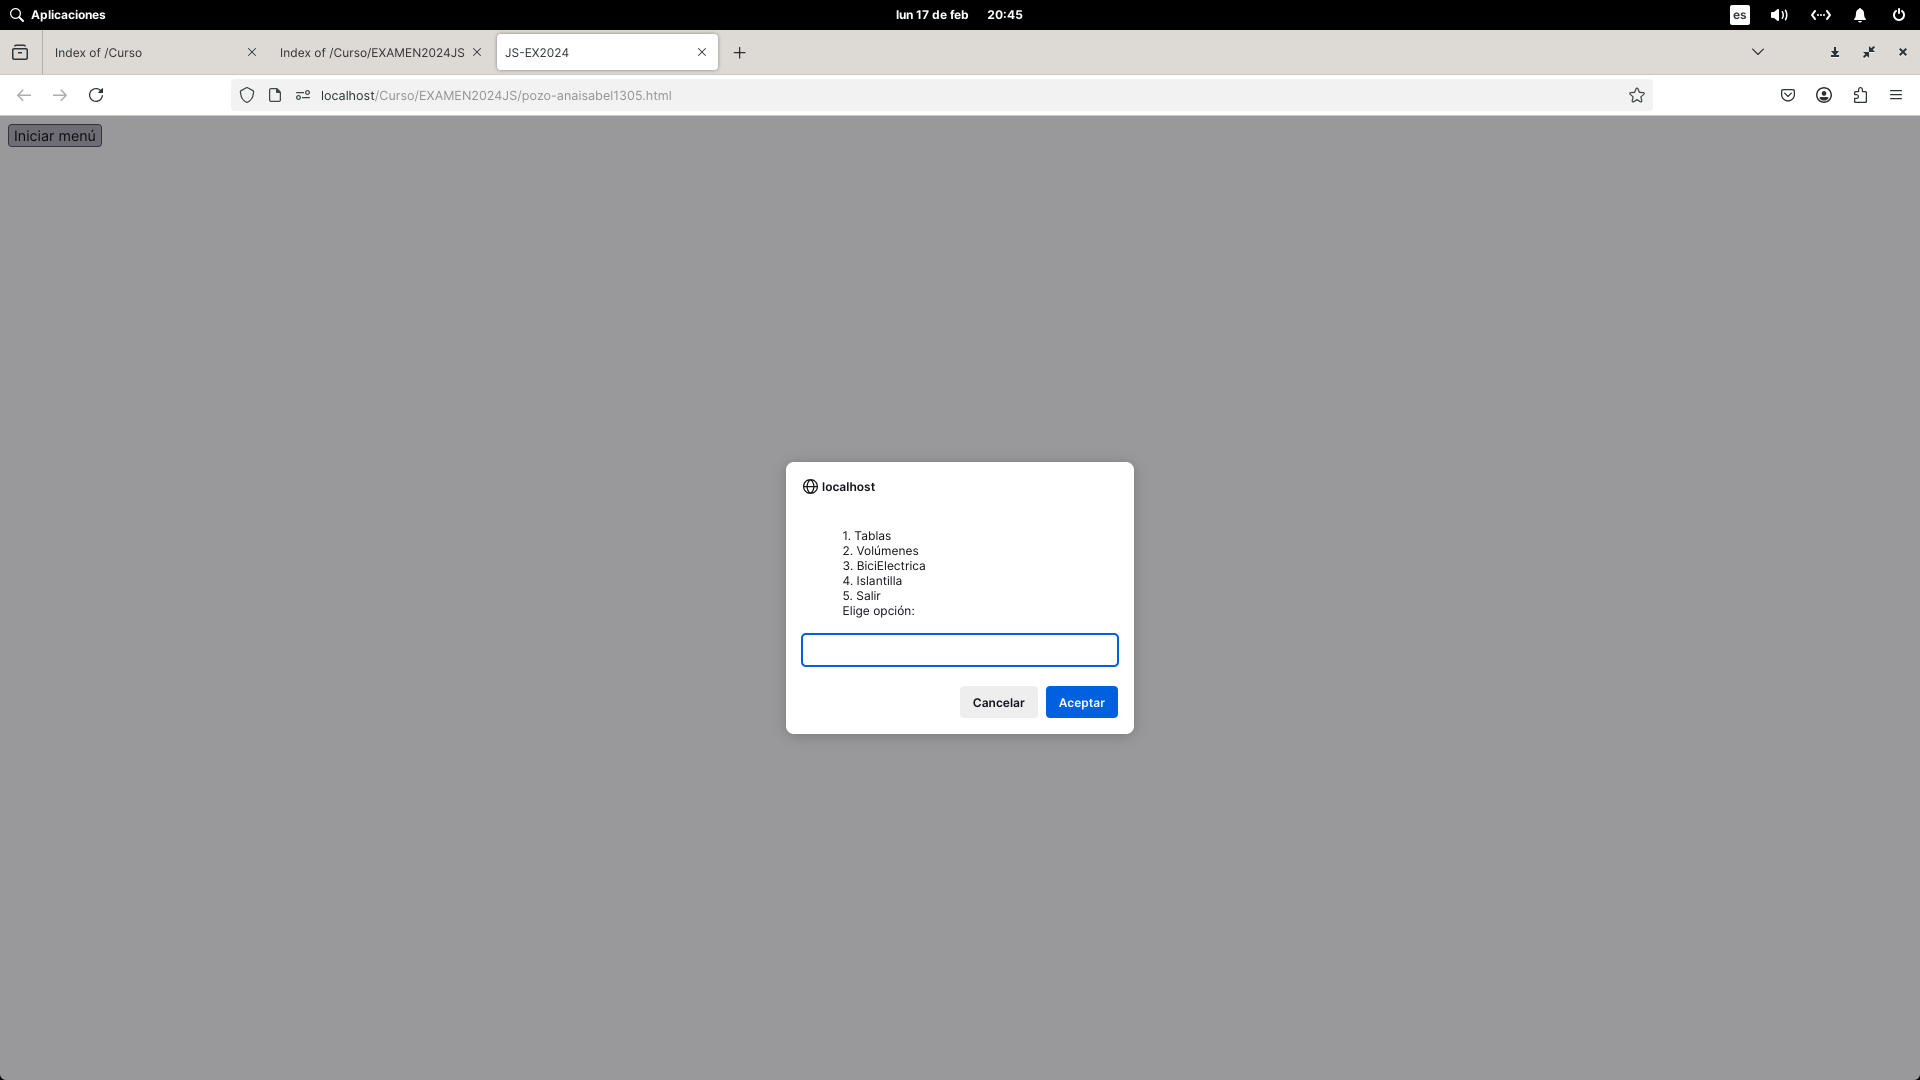 Aplicaciones
lun 17 de feb 20:45
es
Index of /Curso
Index of /Curso/EXAMEN2024JS
JS-EX2024
localhost/Curso/EXAMEN2024JS/pozo-anaisabel1305.html
Iniciar menú
localhost
1. Tablas
2. Volúmenes
3. BiciElectrica
4. Islantilla
5. Salir
Elige opción:
Cancelar
Aceptar